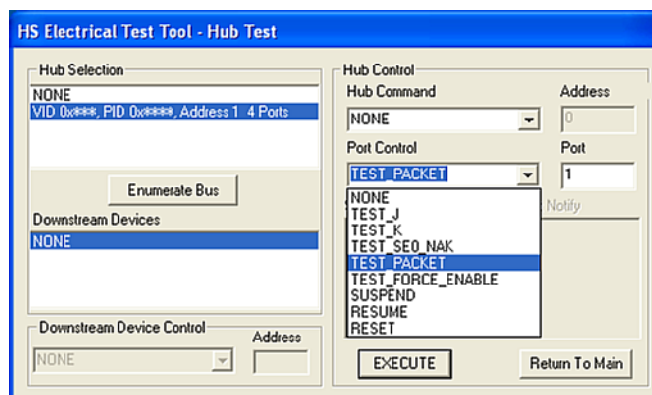 HS Electrical Test Tool - Hub Test
Hub Selection
NONE
VID 0x***, PID 0x****, Address 1 4 Ports
Enumerate Bus
Downstream Devices
NONE
Downstream Device Control
Address
NONE
Hub Control
Hub Command
Address
NONE
0
Port Control
Port
TEST_PACKET
1
NONE
TEST_J
TEST_K
TEST_SE0_NAK
TEST_PACKET
TEST_FORCE_ENABLE
SUSPEND
RESUME
RESET
Notify
EXECUTE
Return To Main